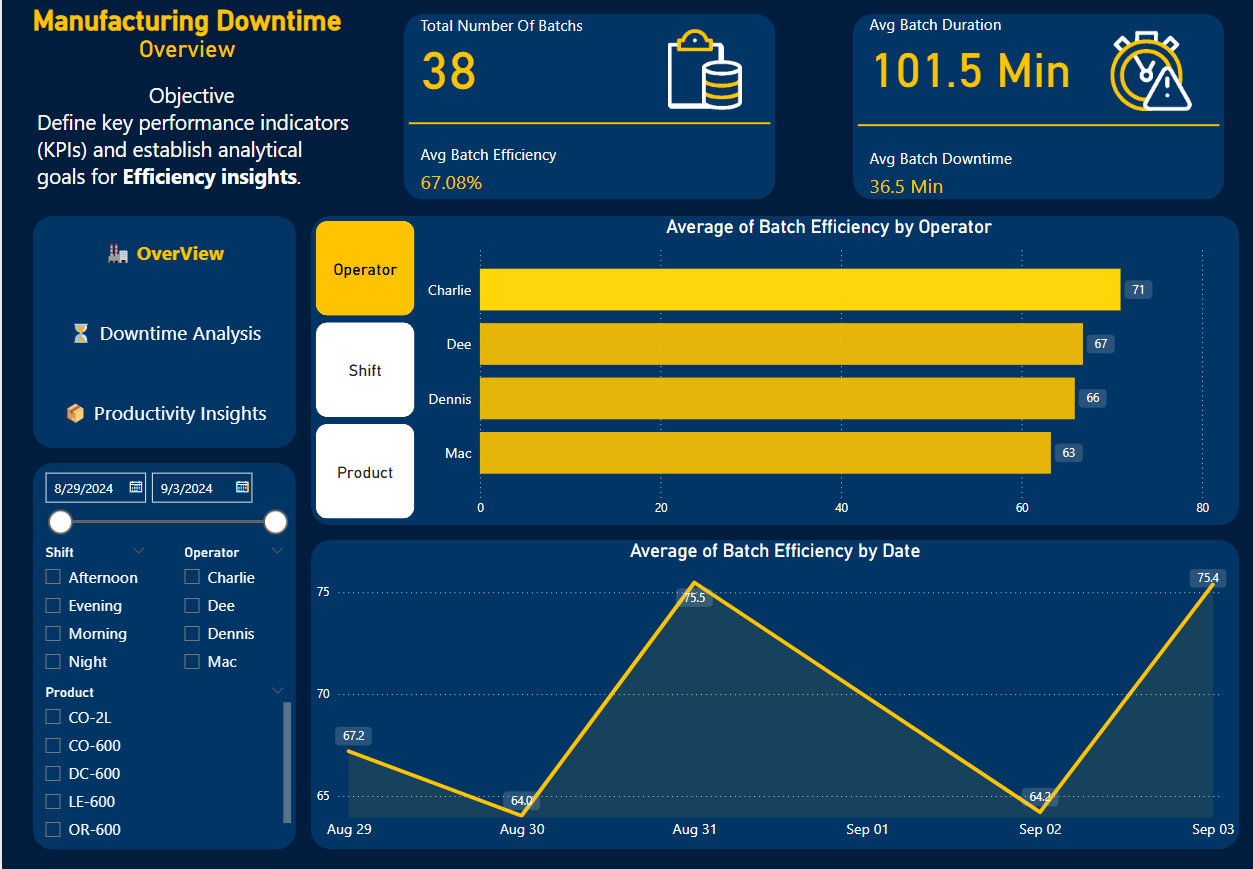 Manufacturing Downtime
Overview
Objective
Define key performance indicators
(KPIs) and establish analytical
goals for Efficiency insights.
Total Number Of Batchs
38
Avg Batch Efficiency
67.08%
Avg Batch Duration
101.5 Min
Avg Batch Downtime
36.5 Min
OverView
Downtime Analysis
Productivity Insights
8/29/2024
9/3/2024
Shift
Afternoon
Evening
Morning
Night
Operator
Charlie
Dee
Dennis
Mac
Product
CO-2L
CO-600
DC-600
LE-600
OR-600
Operator
Shift
Product
Average of Batch Efficiency by Operator
Charlie 71
Dee 67
Dennis 66
Mac 63
0 20 40 60 80
Average of Batch Efficiency by Date
75
70
65
67.2
64.0
75.5
64.2
75.4
Aug 29 Aug 30 Aug 31 Sep 01 Sep 02 Sep 03